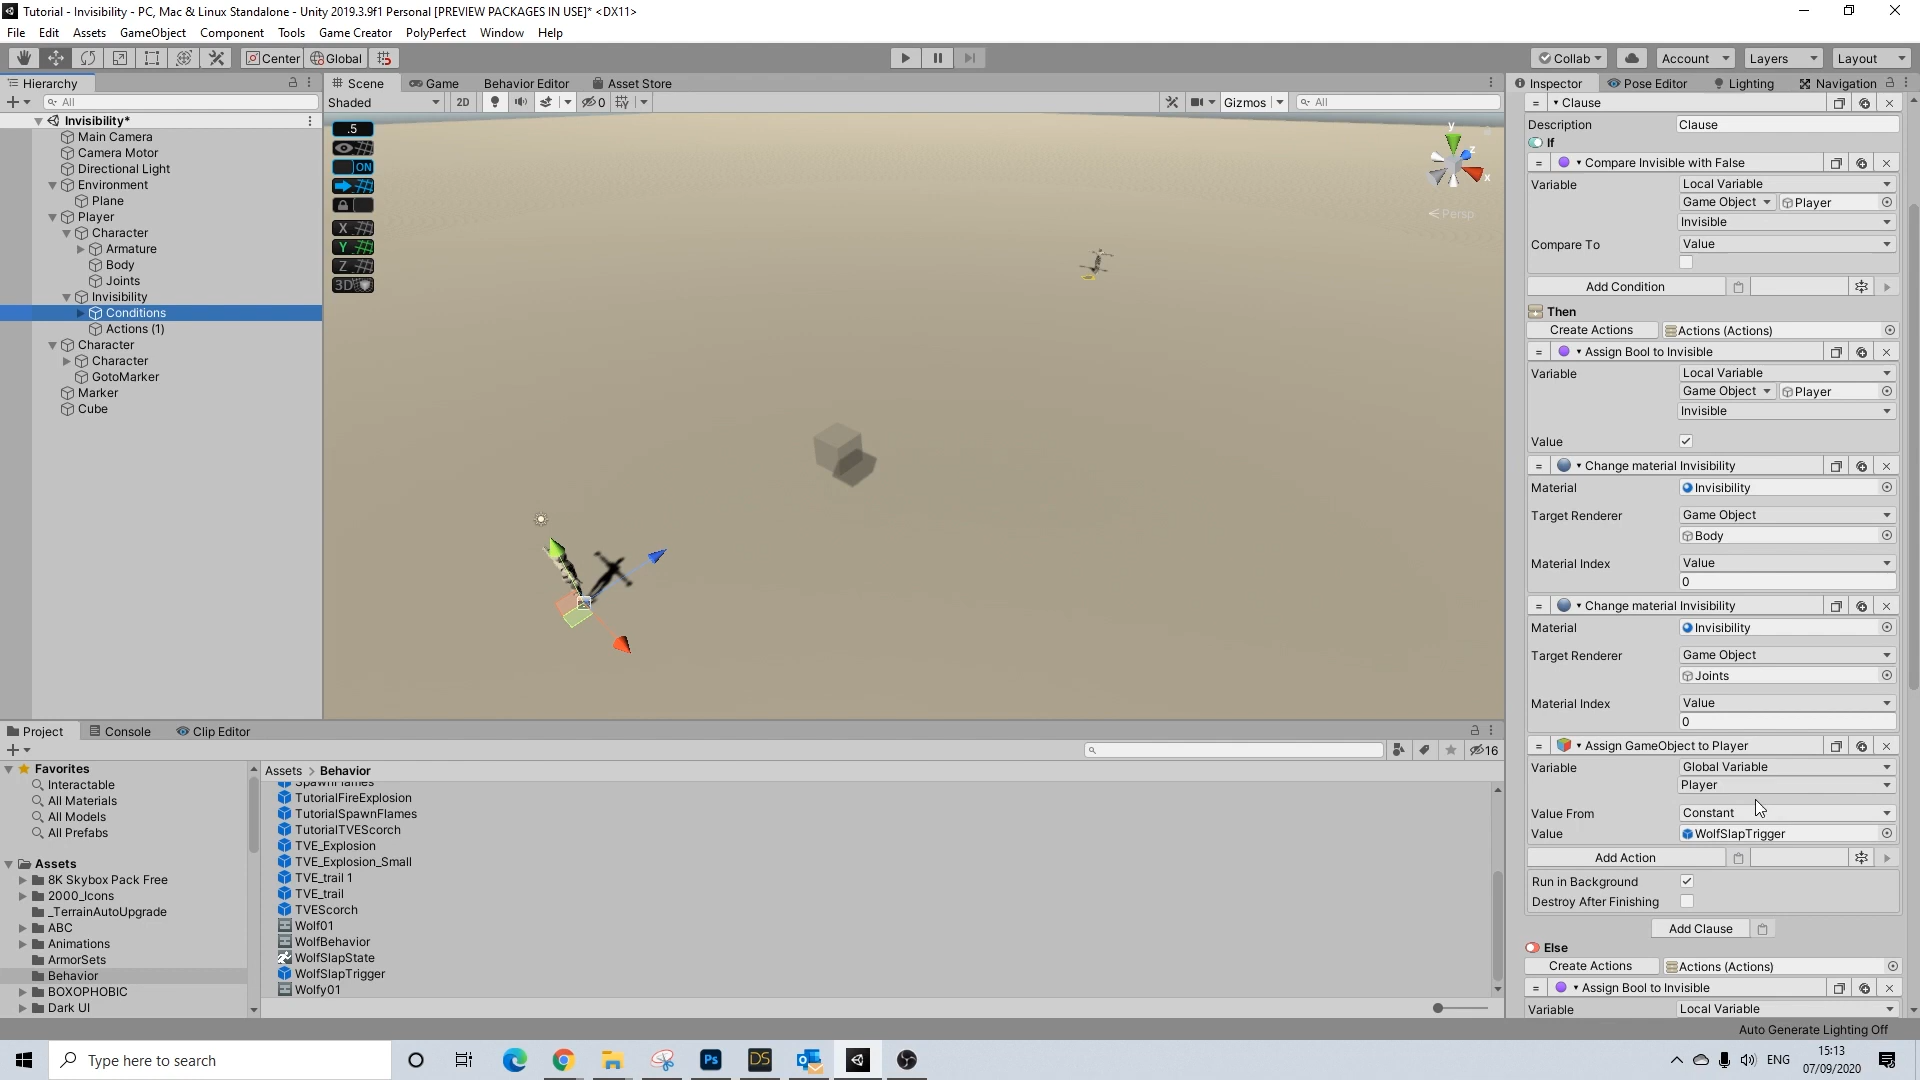 Tutorial - Invisibility - PC, Mac & Linux Standalone - Unity 2019.3.9f1 Personal [PREVIEW PACKAGES IN USE]* <DX11>
File Edit Assets GameObject Component Tools Game Creator PolyPerfect Window Help
Center Global Collab Account Layers Layout
Hierarchy Scene Game Behavior Editor Asset Store Inspector Pose Editor Lighting Navigation
All Shaded 2D 0 Gizmos All Clause
Invisibility*
Main Camera
Camera Motor
Directional Light
Environment
Plane
Player
Character
Armature
Body
Joints
Invisibility
Conditions
Actions (1)
Character
Character
GotoMarker
Marker
Cube
.5
ON
X
Y
Z
3D
y
z
x
Persp
Description Clause
If
Compare Invisible with False
Variable Local Variable
Game Object Player
Invisible
Compare To Value
Add Condition
Then
Create Actions Actions (Actions)
Assign Bool to Invisible
Variable Local Variable
Game Object Player
Invisible
Value
Change material Invisibility
Material Invisibility
Target Renderer Game Object
Body
Material Index Value
0
Change material Invisibility
Material Invisibility
Target Renderer Game Object
Joints
Material Index Value
0
Assign GameObject to Player
Variable Global Variable
Player
Value From Constant
Value WolfSlapTrigger
Add Action
Run in Background
Destroy After Finishing
Add Clause
Else
Create Actions Actions (Actions)
Assign Bool to Invisible
Variable Local Variable
Project Console Clip Editor
16
Favorites
Interactable
All Materials
All Models
All Prefabs
Assets
8K Skybox Pack Free
2000_Icons
_TerrainAutoUpgrade
ABC
Animations
ArmorSets
Behavior
BOXOPHOBIC
Dark UI
Assets > Behavior
SpawnFlames
TutorialFireExplosion
TutorialSpawnFlames
TutorialTVEScorch
TVE_Explosion
TVE_Explosion_Small
TVE_trail 1
TVE_trail
TVEScorch
Wolf01
WolfBehavior
WolfSlapState
WolfSlapTrigger
Wolfy01
Auto Generate Lighting Off
Type here to search
Ps
DS
ENG
15:13
07/09/2020